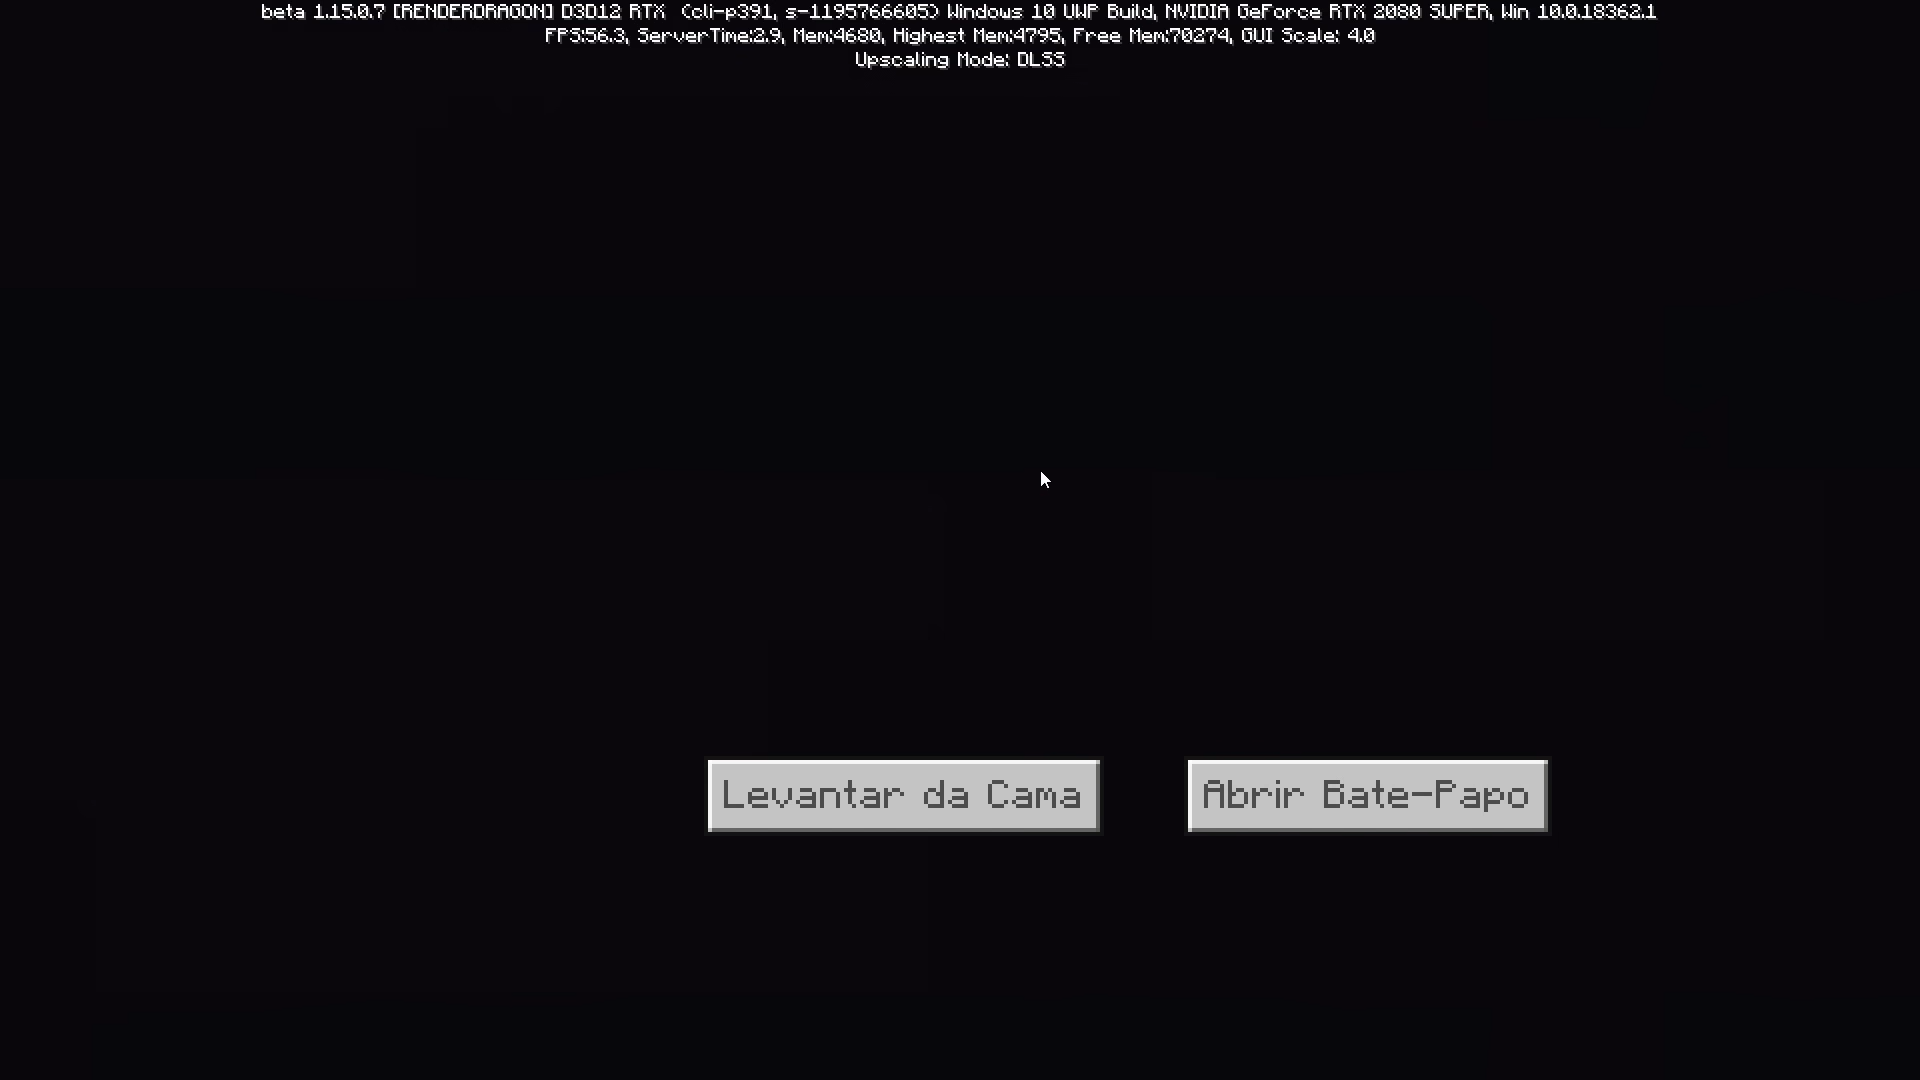 beta 1.15.0.7 [RENDERDRAGON] D3D12 RTX (cli-p391, s-1195766605) Windows 10 UWP Build, NVIDIA GeForce RTX 2080 SUPER, Win 10.0.18362.1
FPS:56.3, ServerTime:2.9, Mem:4680, Highest Mem:4795, Free Mem:70274, GUI Scale: 4.0
Upscaling Mode: DLSS
Levantar da Cama
Abrir Bate-Papo